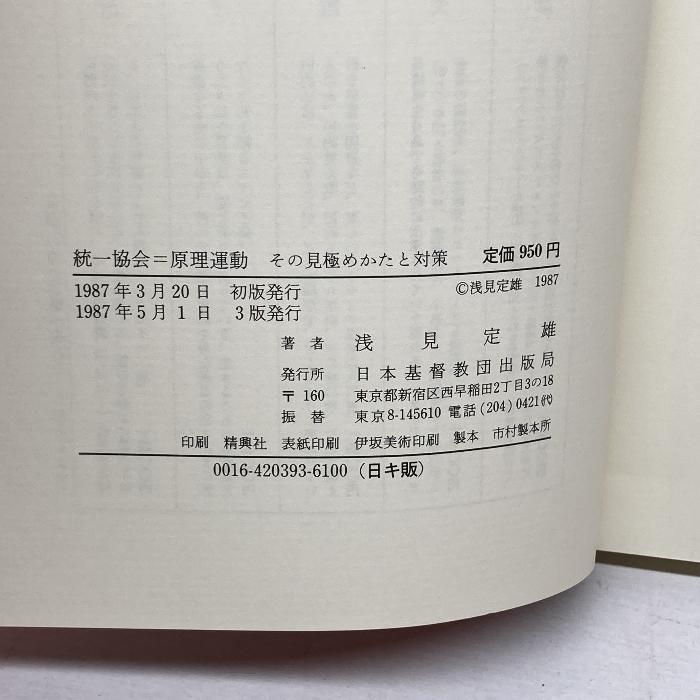 統一協会＝原理運動　その見極めかたと対策　定価 950 円
1987 年 3 月 20 日　初版発行　©浅見定雄　1987
1987 年 5 月 1 日　3 版発行
著者　浅見定雄
発行所　日本基督教団出版局
〒160　東京都新宿区西早稲田2丁目3の18
振替　東京8-145610　電話(204)0421(代)
印刷　精興社　表紙印刷　伊坂美術印刷　製本　市村製本所
0016-420393-6100（日キ販）